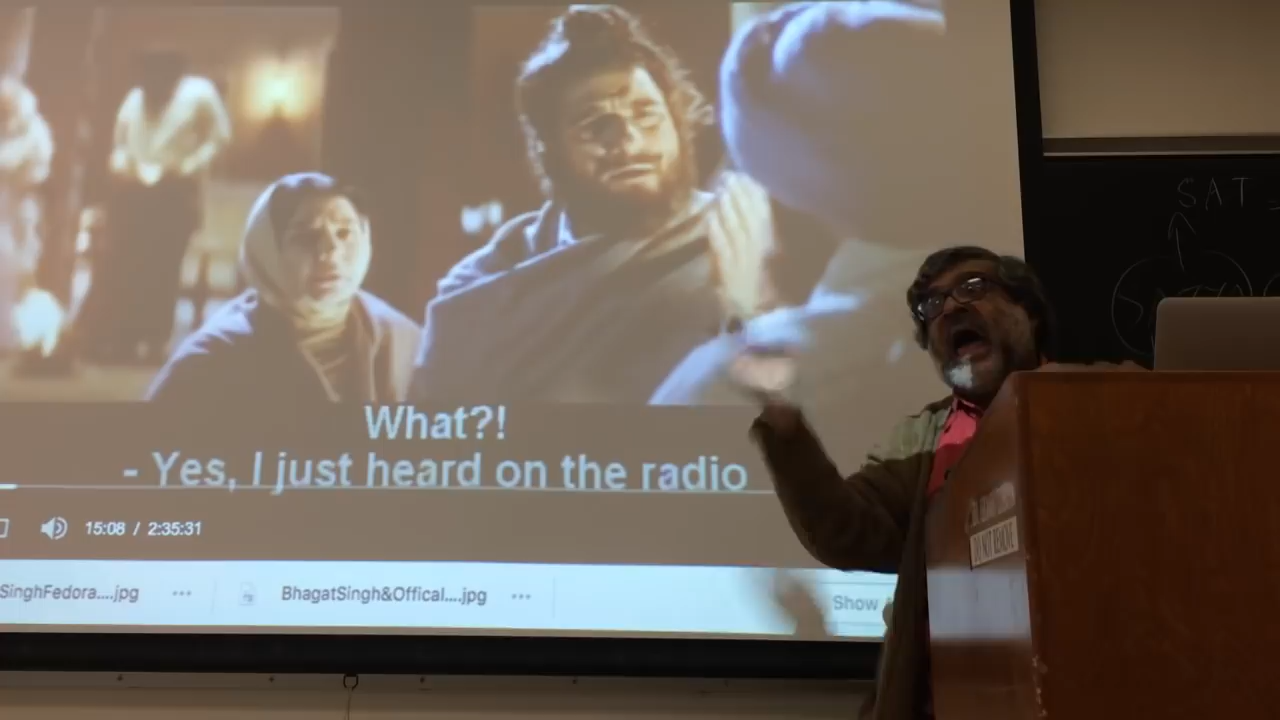 What?!
- Yes, I just heard on the radio
15:08 / 2:35:31
SinghFedora....jpg
BhagatSingh&Offical....jpg
Show
SAT
DO NOT REMOVE